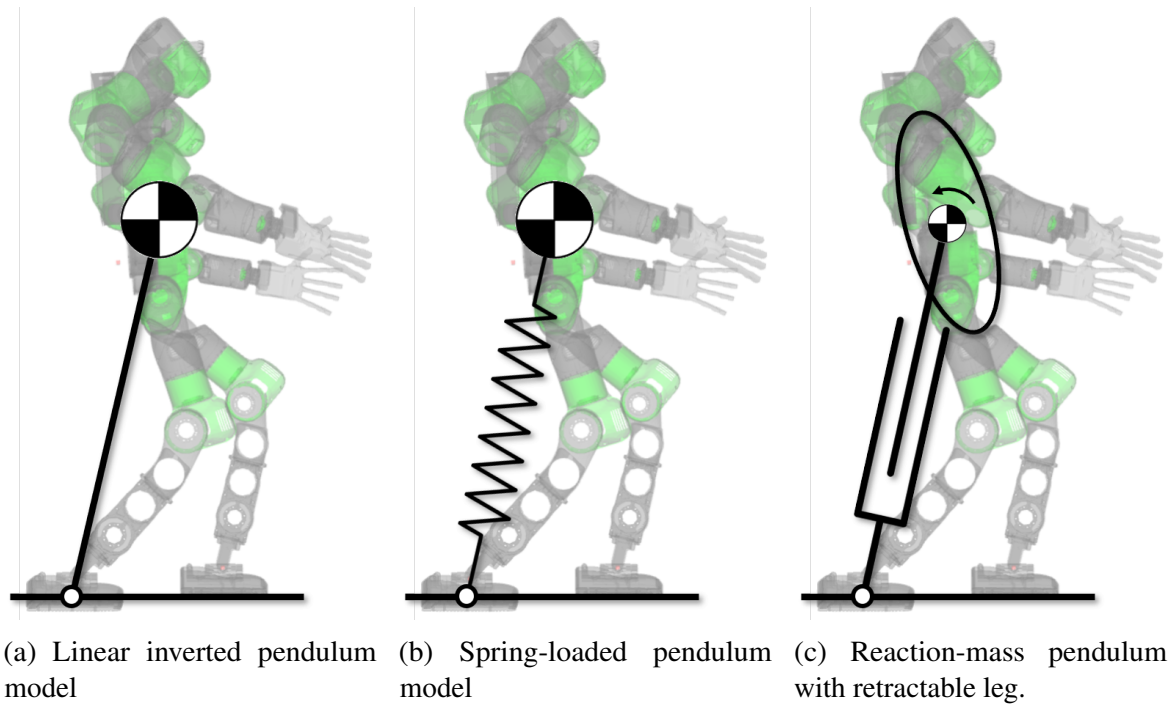 (a) Linear inverted pendulum
model
(b) Spring-loaded pendulum
model
(c) Reaction-mass pendulum
with retractable leg.